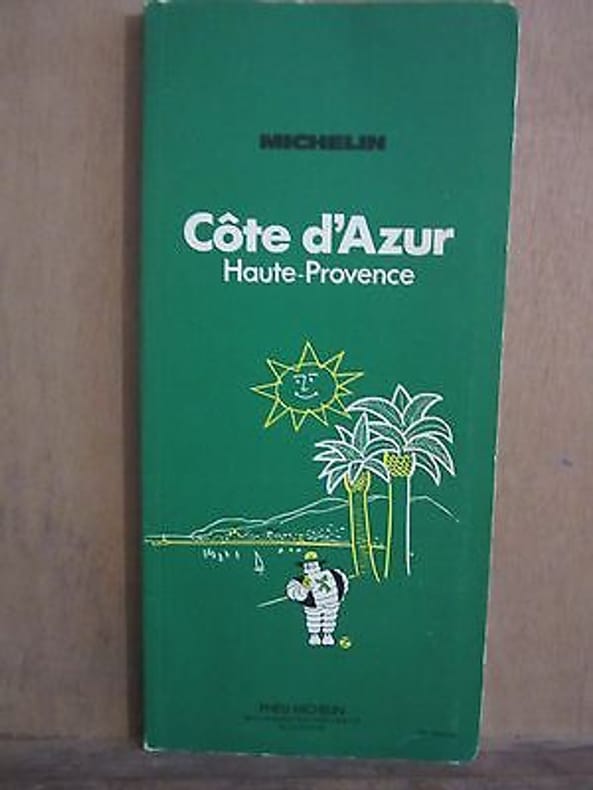 MICHELIN
Côte d'Azur
Haute-Provence
PNEU MICHELIN